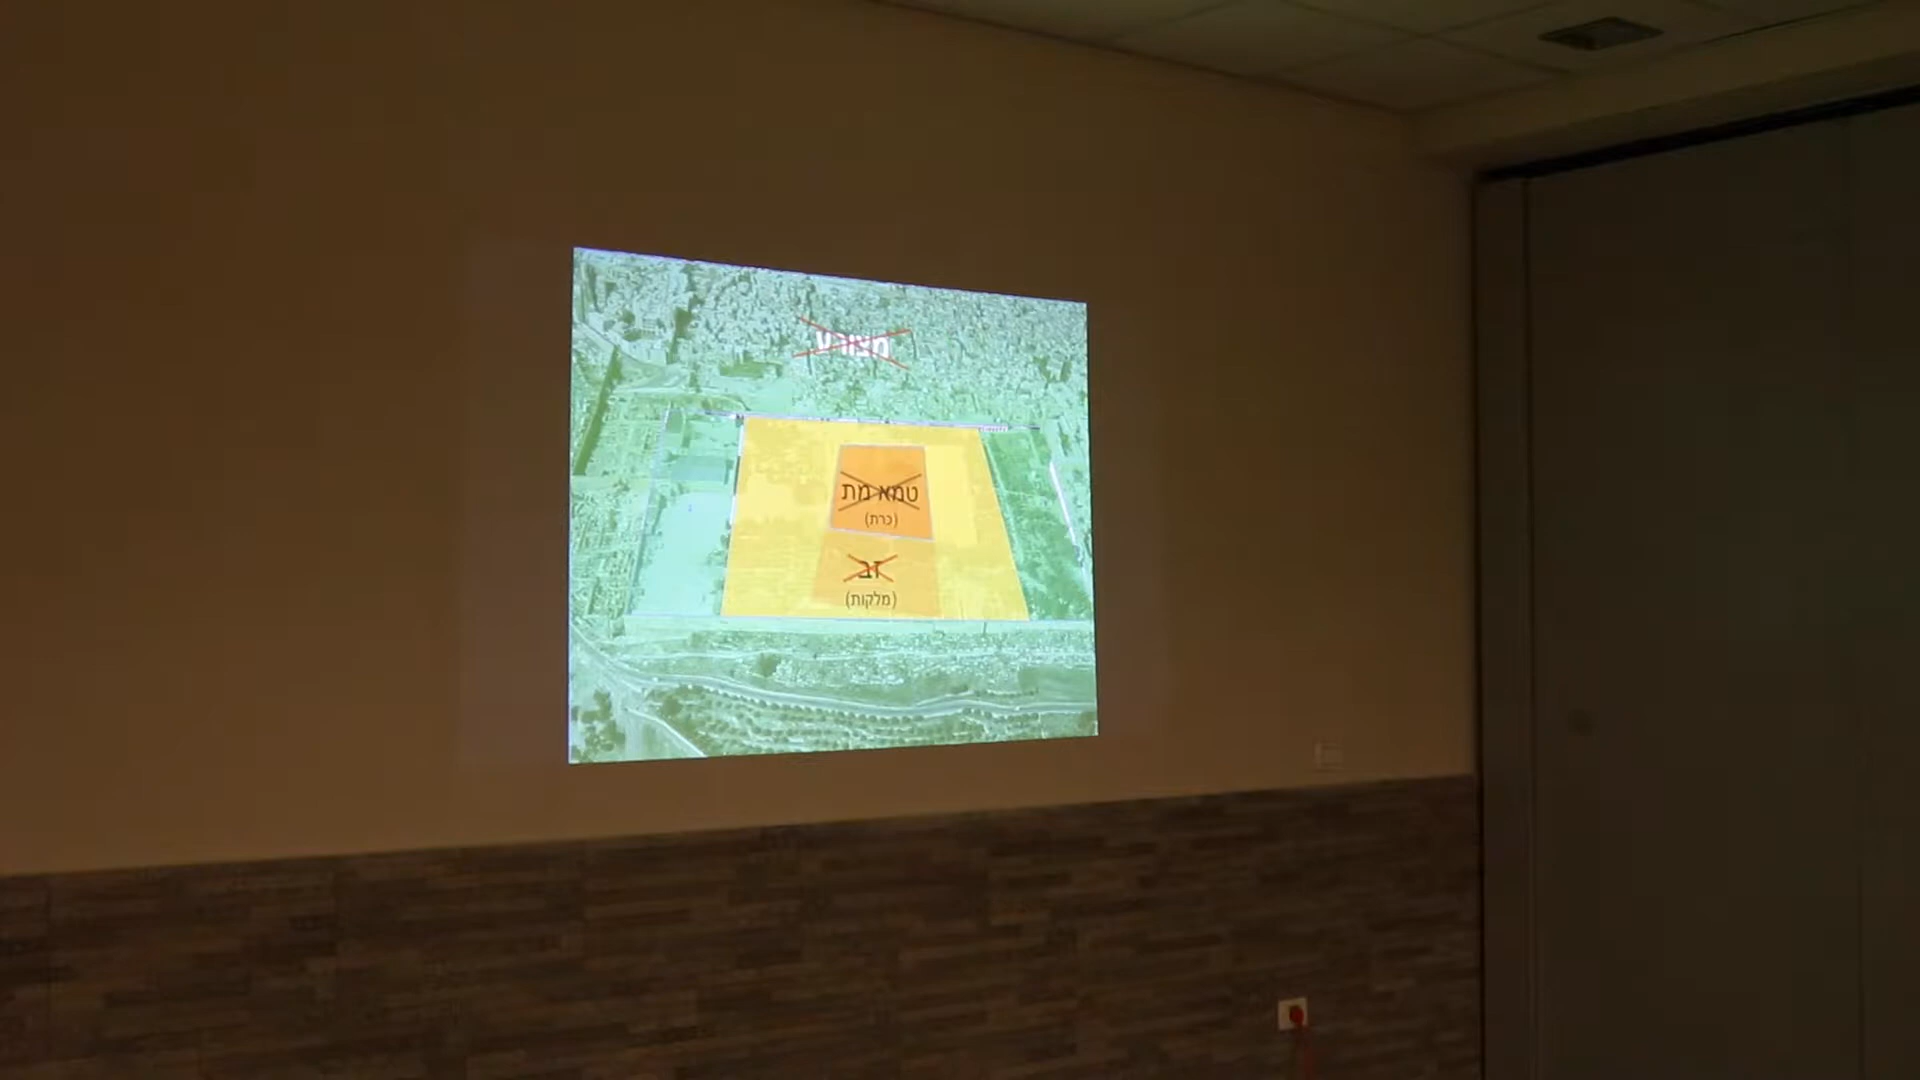 מצורע
טמא מת
(כרת)
זב
(מלקות)